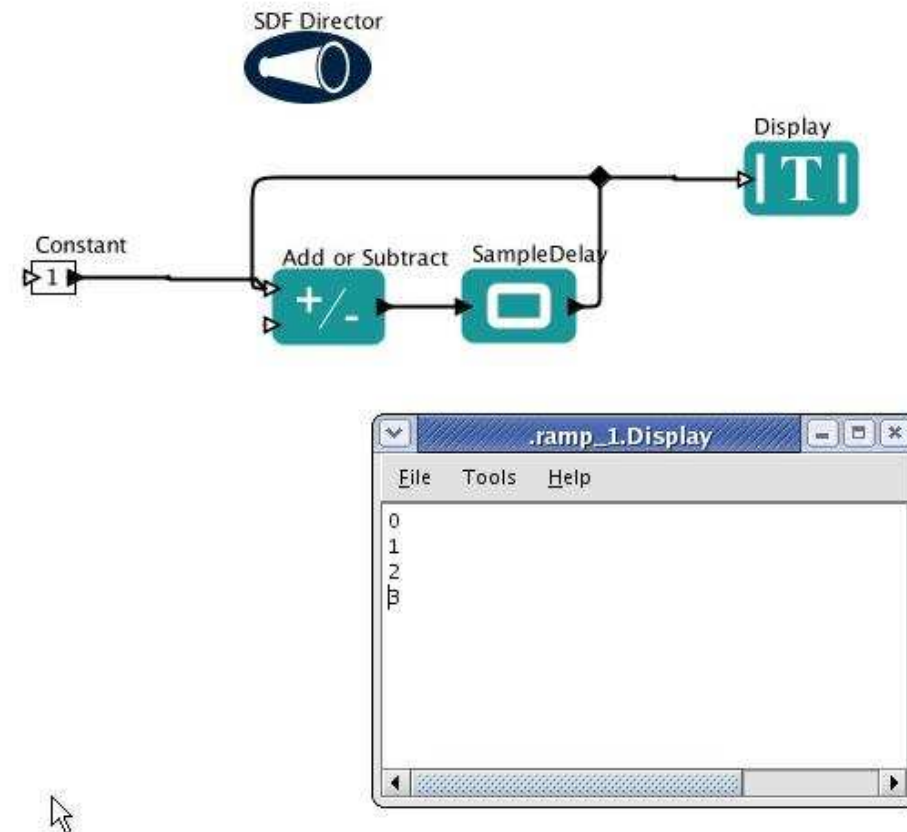 SDF Director
Display
T
Constant
1
Add or Subtract
+/-
SampleDelay
.ramp_1.Display
File Tools Help
0
1
2
3